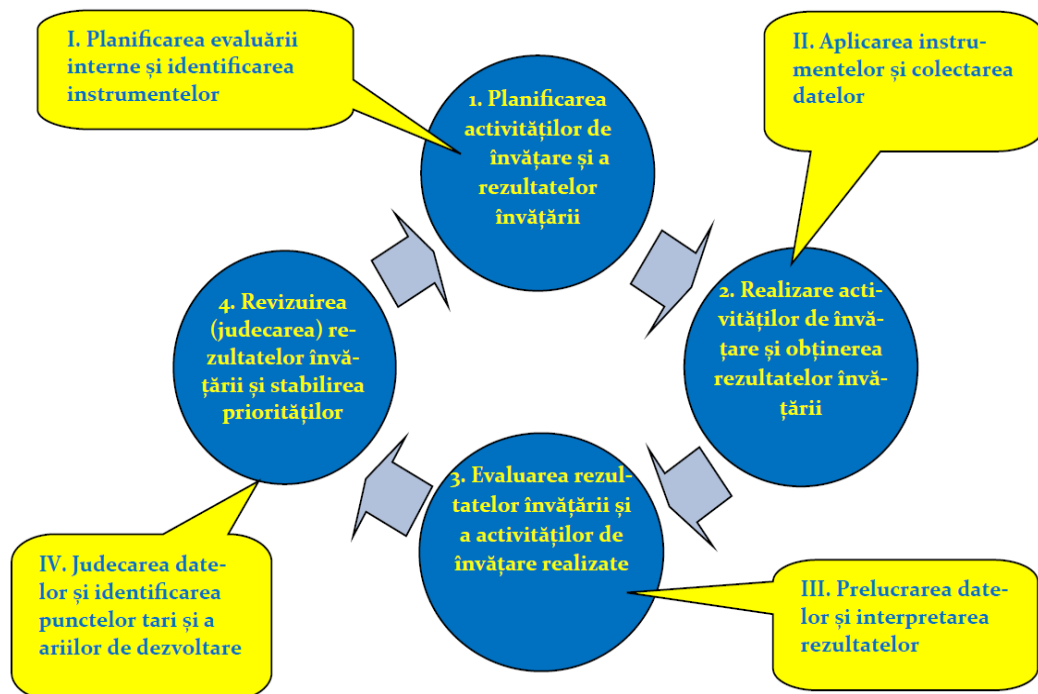 I. Planificarea evaluării
interne și identificarea
instrumentelor
1. Planificarea
activităților de
învățare și a
rezultatelor
învățării
II. Aplicarea instru-
mentelor și colectarea
datelor
2. Realizare acti-
vităților de învă-
țare și obținerea
rezultatelor învă-
țării
3. Evaluarea rezul-
tatelor învățării și
a activităților de
învățare realizate
III. Prelucrarea date-
lor și interpretarea
rezultatelor
4. Revizuirea
(judecarea) re-
zultatelor învă-
țării și stabilirea
priorităților
IV. Judecarea date-
lor și identificarea
punctelor tari și a
ariilor de dezvoltare